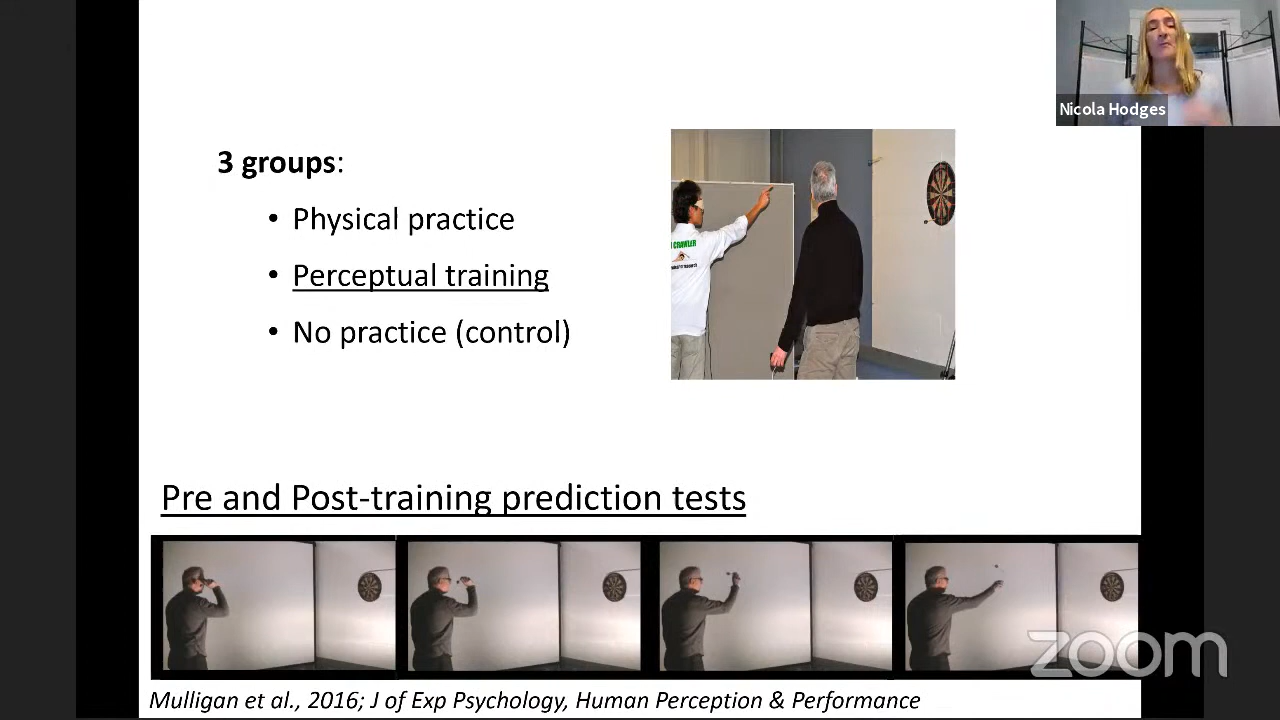 Nicola Hodges
3 groups:
• Physical practice
• Perceptual training
• No practice (control)
CRAWLER
Pre and Post-training prediction tests
zoom
Mulligan et al., 2016; J of Exp Psychology, Human Perception & Performance